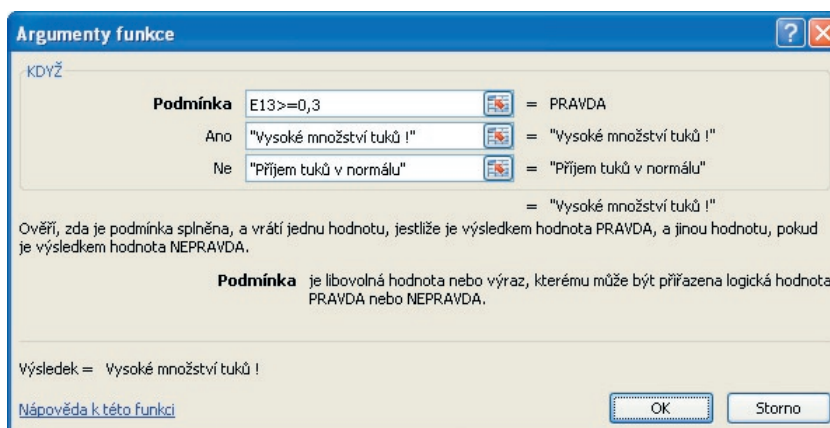 Argumenty funkce
KDYŽ
Podmínka E13>=0,3 = PRAVDA
Ano "Vysoké množství tuků !" = "Vysoké množství tuků !"
Ne "Příjem tuků v normálu" = "Příjem tuků v normálu"
= "Vysoké množství tuků !"
Ověří, zda je podmínka splněna, a vrátí jednu hodnotu, jestliže je výsledkem hodnota PRAVDA, a jinou hodnotu, pokud
je výsledkem hodnota NEPRAVDA.
Podmínka je libovolná hodnota nebo výraz, kterému může být přiřazena logická hodnota
PRAVDA nebo NEPRAVDA.
Výsledek = Vysoké množství tuků !
Nápověda k této funkci
OK Storno